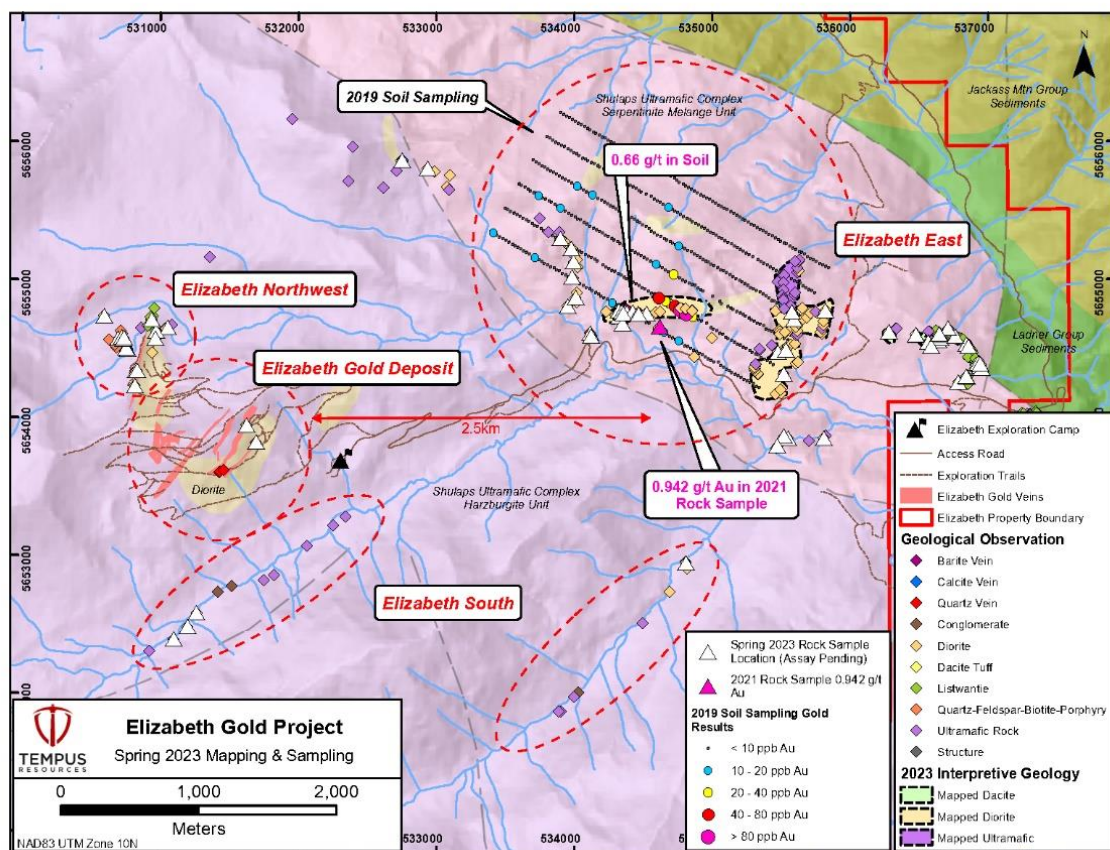 531000
532000
534000
535000
536000
537000
N
2019 Soil Sampling
Shulaps Ultramafic Complex
Serpentinite Melange Unit
Jackass Mtn Group
Sediments
5656000
5656000
0.66 g/t in Soil
Elizabeth East
5655000
5655000
Elizabeth Northwest
Ladner Group
Sediments
Elizabeth Gold Deposit
5654000
2.5km
0.942 g/t Au in 2021
Rock Sample
Diorite
Shulaps Ultramafic Complex
Harzburgite Unit
5653000
Elizabeth South
Elizabeth Exploration Camp
Access Road
Exploration Trails
Elizabeth Gold Veins
Elizabeth Property Boundary
Geological Observation
Barite Vein
Calcite Vein
Quartz Vein
Conglomerate
Diorite
Dacite Tuff
Listwantie
Quartz-Feldspar-Biotite-Porphyry
Ultramafic Rock
Structure
2023 Interpretive Geology
Mapped Dacite
Mapped Diorite
Mapped Ultramafic
Spring 2023 Rock Sample
Location (Assay Pending)
2021 Rock Sample 0.942 g/t
Au
2019 Soil Sampling Gold
Results
< 10 ppb Au
10 - 20 ppb Au
20 - 40 ppb Au
40 - 80 ppb Au
> 80 ppb Au
TEMPUS
RESOURCES
Elizabeth Gold Project
Spring 2023 Mapping & Sampling
0
1,000
2,000
Meters
NAD83 UTM Zone 10N
533000
534000